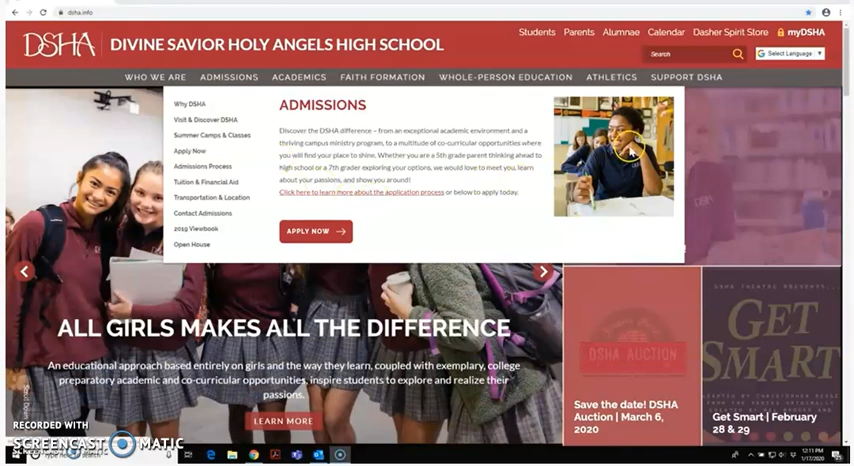 dsha.info
Students Parents Alumnae Calendar Dasher Spirit Store myDSHA
DSHA DIVINE SAVIOR HOLY ANGELS HIGH SCHOOL
Search
Select Language
WHO WE ARE ADMISSIONS ACADEMICS FAITH FORMATION WHOLE-PERSON EDUCATION ATHLETICS SUPPORT DSHA
Why DSHA
Visit & Discover DSHA
Summer Camps & Classes
Apply Now
Admissions Process
Tuition & Financial Aid
Transportation & Location
Contact Admissions
2019 Viewbook
Open House
ADMISSIONS
Discover the DSHA difference – from an exceptional academic environment and a
thriving campus ministry program, to a multitude of co-curricular opportunities where
you will find your place to shine. Whether you are a 5th grade parent thinking ahead to
high school or a 7th grader exploring your options, we would love to meet you, learn
about your passions, and show you around!
Click here to learn more about the application process or below to apply today.
APPLY NOW
ALL GIRLS MAKES ALL THE DIFFERENCE
An educational approach based entirely on girls and the way they learn, coupled with exemplary, college
preparatory academic and co-curricular opportunities, inspire students to explore and realize their
passions.
LEARN MORE
DSHA AUCTION
Save the date! DSHA
Auction | March 6,
2020
DSHA THEATRE PRESENTS...
GET
SMART
Get Smart | February
28 & 29
RECORDED WITH
SCREENCAST MATIC
Type here to search
12:11 PM
1/17/2020